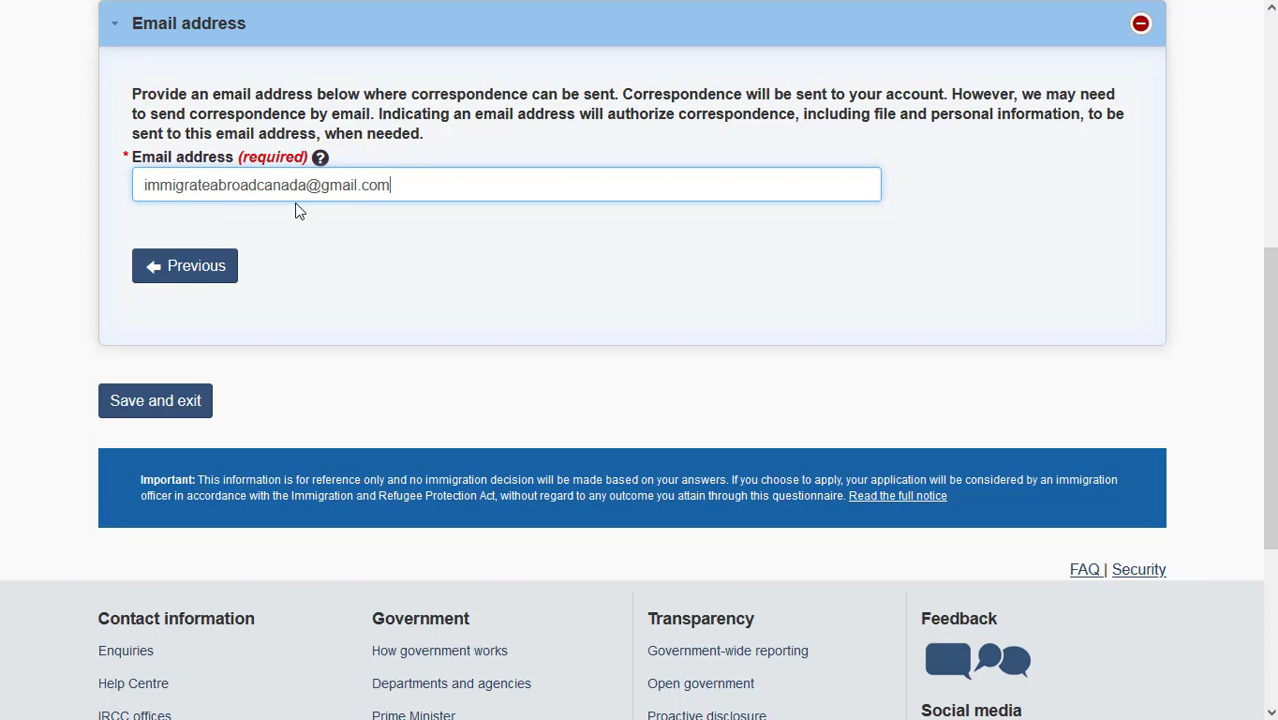 Email address
Provide an email address below where correspondence can be sent. Correspondence will be sent to your account. However, we may need
to send correspondence by email. Indicating an email address will authorize correspondence, including file and personal information, to be
sent to this email address, when needed.
* Email address (required) ?
immigrateabroadcanada@gmail.com
Previous
Save and exit
Important: This information is for reference only and no immigration decision will be made based on your answers. If you choose to apply, your application will be considered by an immigration
officer in accordance with the Immigration and Refugee Protection Act, without regard to any outcome you attain through this questionnaire. Read the full notice
FAQ | Security
Contact information
Enquiries
Help Centre
IRCC offices
Government
How government works
Departments and agencies
Prime Minister
Transparency
Government-wide reporting
Open government
Proactive disclosure
Feedback
Social media